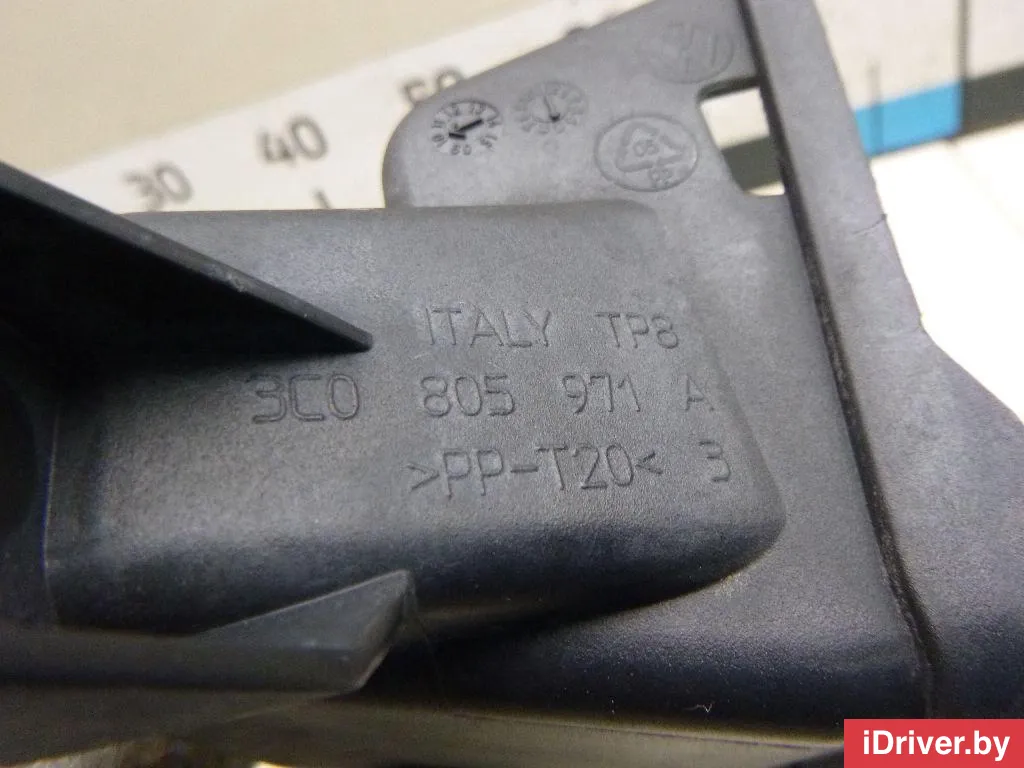 30 40 50
ITALY TP8
3C0 805 971 A
>PP-T20< 3
iDriver.by